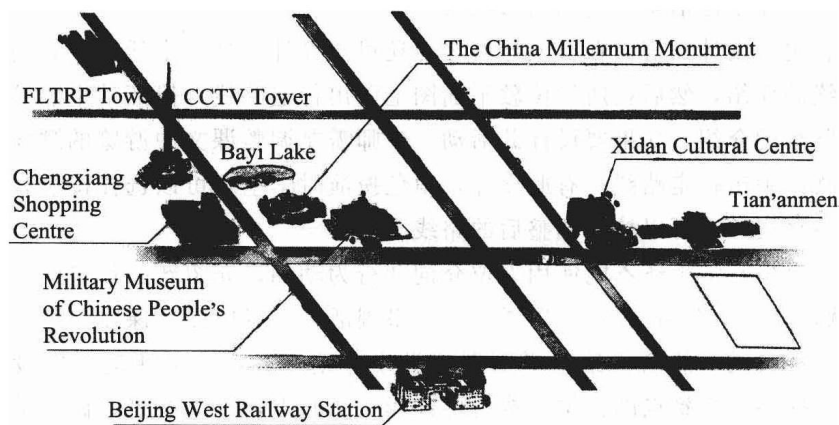 The China Millennum Monument
FLTRP Tower
CCTV Tower
Bayi Lake
Xidan Cultural Centre
Chengxiang
Shopping
Centre
Tian'anmen
Military Museum
of Chinese People's
Revolution
Beijing West Railway Station